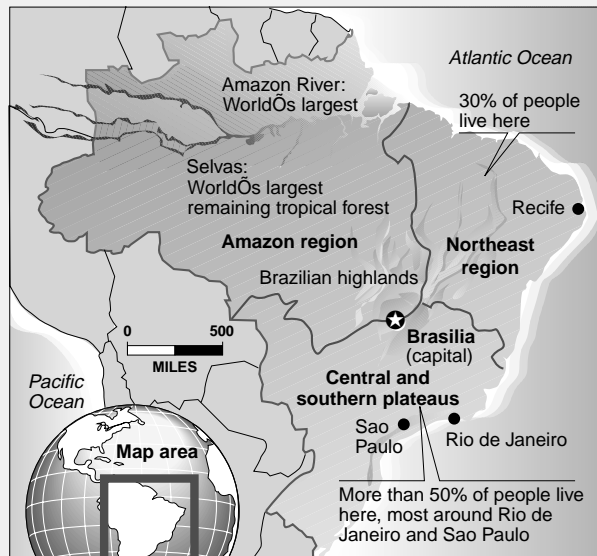 Atlantic Ocean
Amazon River:
WorldÕs largest
30% of people
live here
Selvas:
WorldÕs largest
remaining tropical forest
Recife
Amazon region
Northeast
region
Brazilian highlands
0 500
MILES
Brasilia
(capital)
Pacific
Ocean
Central and
southern plateaus
Sao
Paulo
Rio de Janeiro
Map area
More than 50% of people live
here, most around Rio de
Janeiro and Sao Paulo